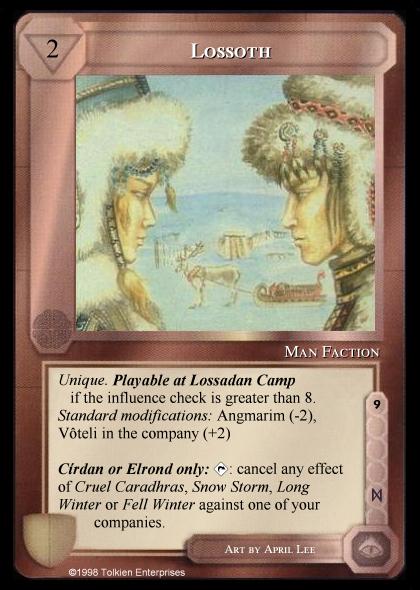 2
Lossoth
Man Faction
Unique. Playable at Lossadan Camp
if the influence check is greater than 8.
Standard modifications: Angmarim (-2),
Vôteli in the company (+2)
Círdan or Elrond only: : cancel any effect
of Cruel Caradhras, Snow Storm, Long
Winter or Fell Winter against one of your
companies.
9
Art by April Lee
©1998 Tolkien Enterprises